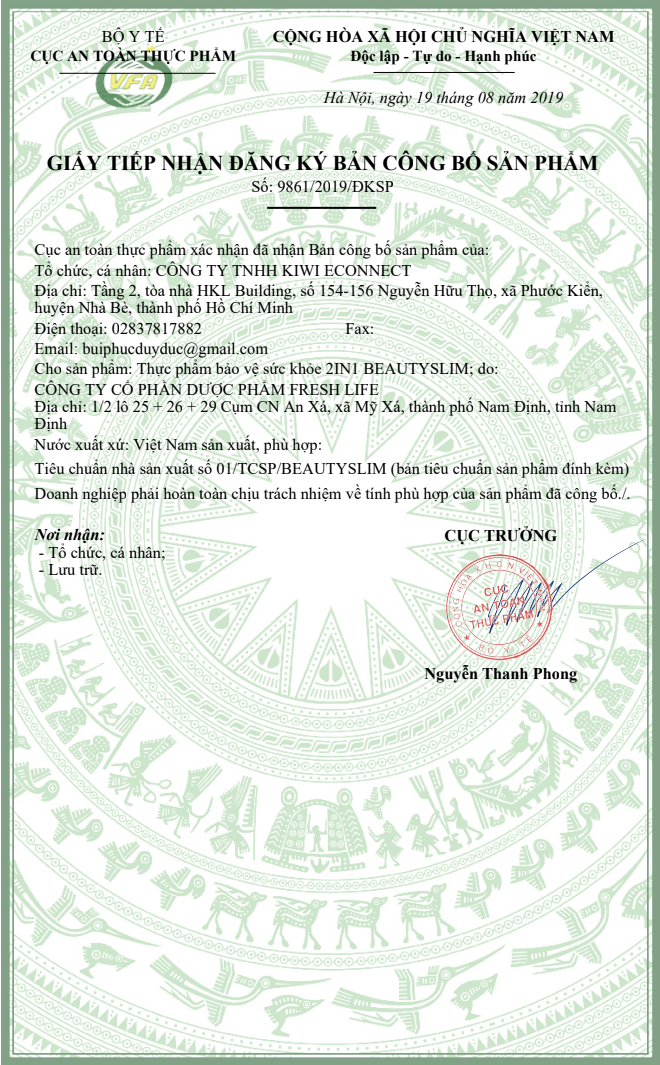 BỘ Y TẾ
CỤC AN TOÀN THỰC PHẨM
VFA
CỘNG HÒA XÃ HỘI CHỦ NGHĨA VIỆT NAM
Độc lập - Tự do - Hạnh phúc
Hà Nội, ngày 19 tháng 08 năm 2019
GIẤY TIẾP NHẬN ĐĂNG KÝ BẢN CÔNG BỐ SẢN PHẨM
Số: 9861/2019/ĐKSP
Cục an toàn thực phẩm xác nhận đã nhận Bản công bố sản phẩm của:
Tổ chức, cá nhân: CÔNG TY TNHH KIWI ECONNECT
Địa chỉ: Tầng 2, tòa nhà HKL Building, số 154-156 Nguyễn Hữu Thọ, xã Phước Kiên,
huyện Nhà Bè, thành phố Hồ Chí Minh
Điện thoại: 02837817882 Fax:
Email: buiphucduyduc@gmail.com
Cho sản phẩm: Thực phẩm bảo vệ sức khỏe 2IN1 BEAUTYSLIM; do:
CÔNG TY CỔ PHẦN DƯỢC PHẨM FRESH LIFE
Địa chỉ: 1/2 lô 25 + 26 + 29 Cụm CN An Xá, xã Mỹ Xá, thành phố Nam Định, tỉnh Nam
Định
Nước xuất xứ: Việt Nam sản xuất, phù hợp:
Tiêu chuẩn nhà sản xuất số 01/TCSP/BEAUTYSLIM (bản tiêu chuẩn sản phẩm đính kèm)
Doanh nghiệp phải hoàn toàn chịu trách nhiệm về tính phù hợp của sản phẩm đã công bố./.
Nơi nhận:
- Tổ chức, cá nhân;
- Lưu trữ.
CỤC TRƯỞNG
CỘNG HÒA X.H.C.N VIỆT NAM
CỤC
AN TOÀN
THỰC PHẨM
BỘ Y TẾ
Nguyễn Thanh Phong